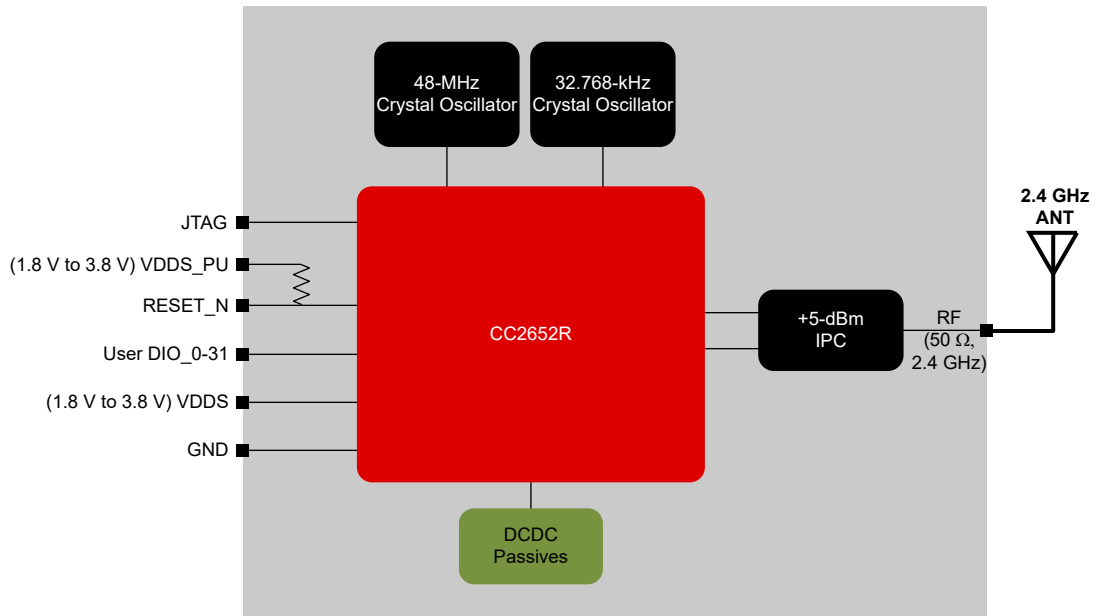 48-MHz
Crystal Oscillator
32.768-kHz
Crystal Oscillator
2.4 GHz
ANT
JTAG
(1.8 V to 3.8 V) VDDS_PU
RESET_N
User DIO_0-31
(1.8 V to 3.8 V) VDDS
GND
CC2652R
+5-dBm
IPC
RF
(50 Ω,
2.4 GHz)
DCDC
Passives